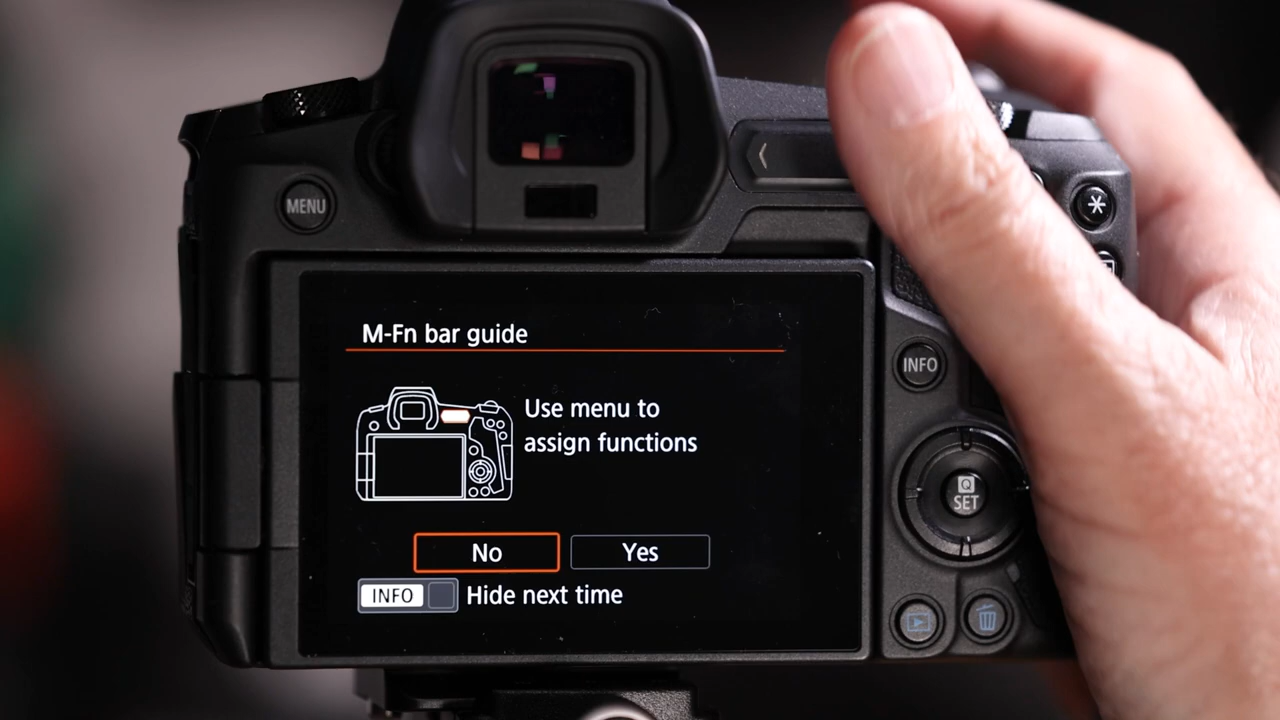 MENU
M-Fn bar guide
Use menu to
assign functions
No
Yes
INFO
Hide next time
INFO
Q
SET